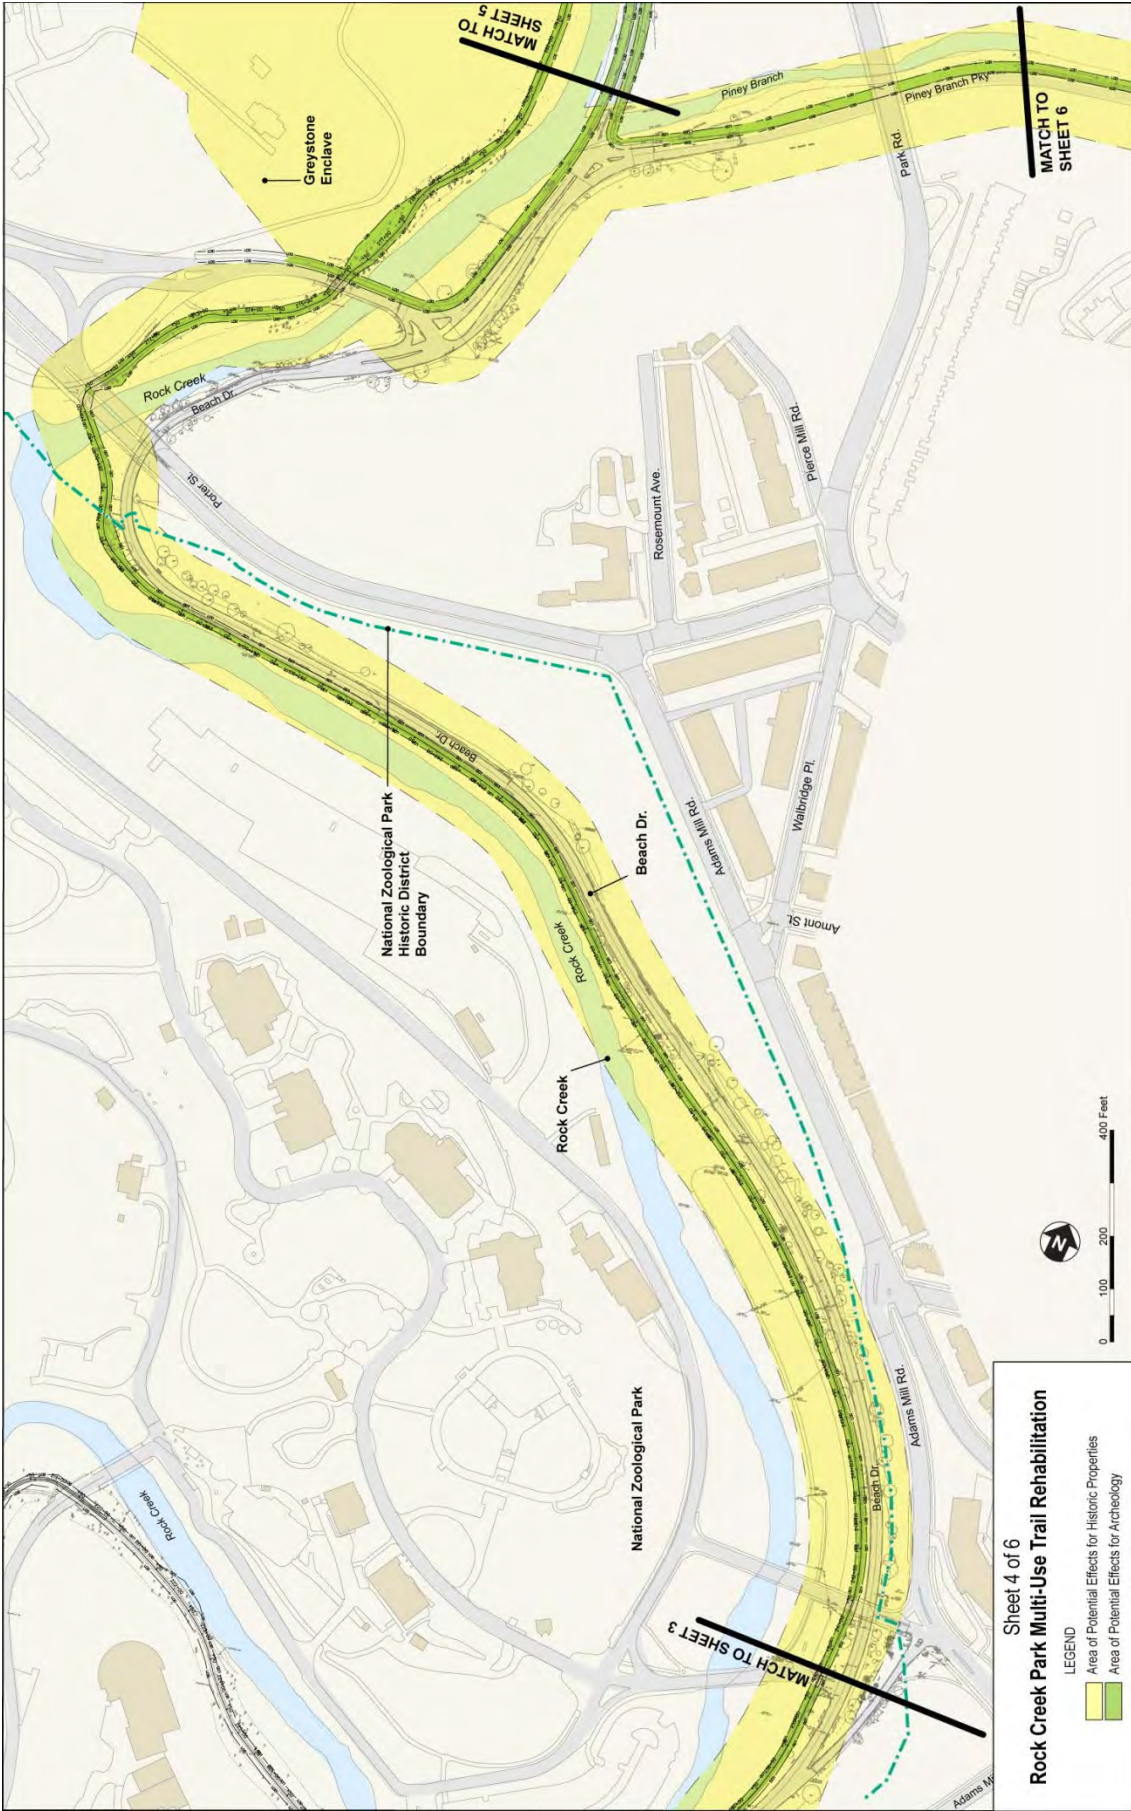 MATCH TO
SHEET 5
Greystone
Enclave
Piney Branch
Piney Branch Pky
MATCH TO
SHEET 6
Park Rd.
Rock Creek
Beach Dr.
Porter St.
Rosemount Ave.
Pierce Mill Rd.
National Zoological Park
Historic District
Boundary
Beach Dr.
Beach Dr.
Adams Mill Rd.
Walbridge Pl.
Amont St.
Rock Creek
Rock Creek
National Zoological Park
Rock Creek
Beach Dr.
Adams Mill Rd.
MATCH TO SHEET 3
Adams Mi
0 100 200 400 Feet
N
Sheet 4 of 6
Rock Creek Park Multi-Use Trail Rehabilitation
LEGEND
Area of Potential Effects for Historic Properties
Area of Potential Effects for Archeology